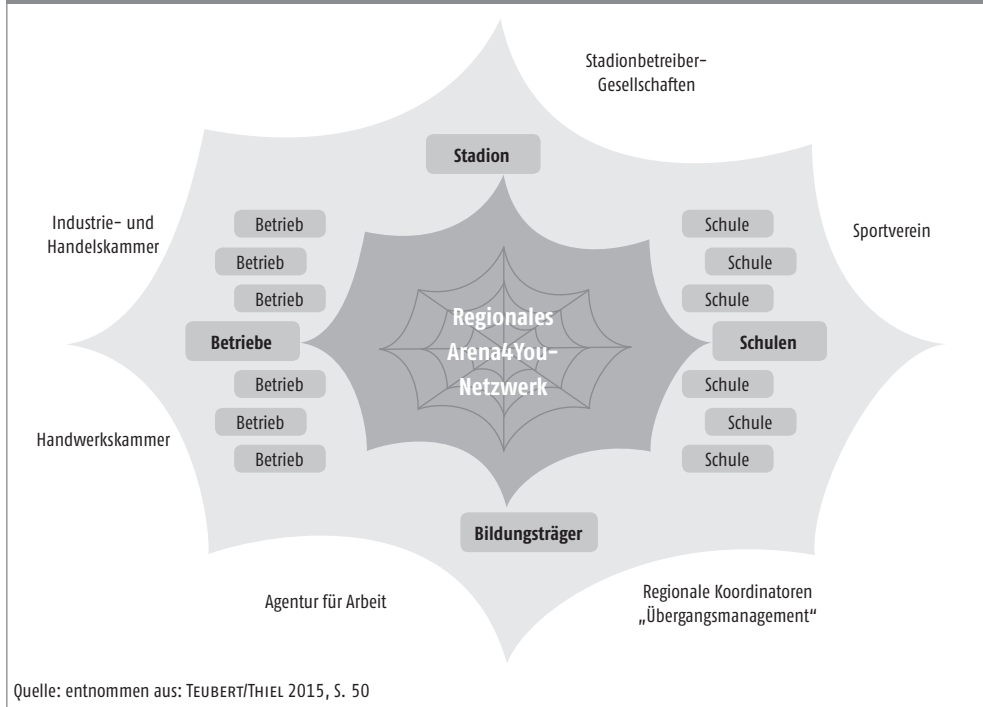 Stadionbetreiber-
Gesellschaften
Stadion
Industrie- und
Handelskammer
Betrieb
Betrieb
Betrieb
Betriebe
Betrieb
Betrieb
Betrieb
Handwerkskammer
Regionales
Arena4You-
Netzwerk
Schule
Schule
Schule
Schulen
Schule
Schule
Schule
Sportverein
Bildungsträger
Agentur für Arbeit
Regionale Koordinatoren
„Übergangsmanagement“
Quelle: entnommen aus: TEUBERT/THIEL 2015, S. 50